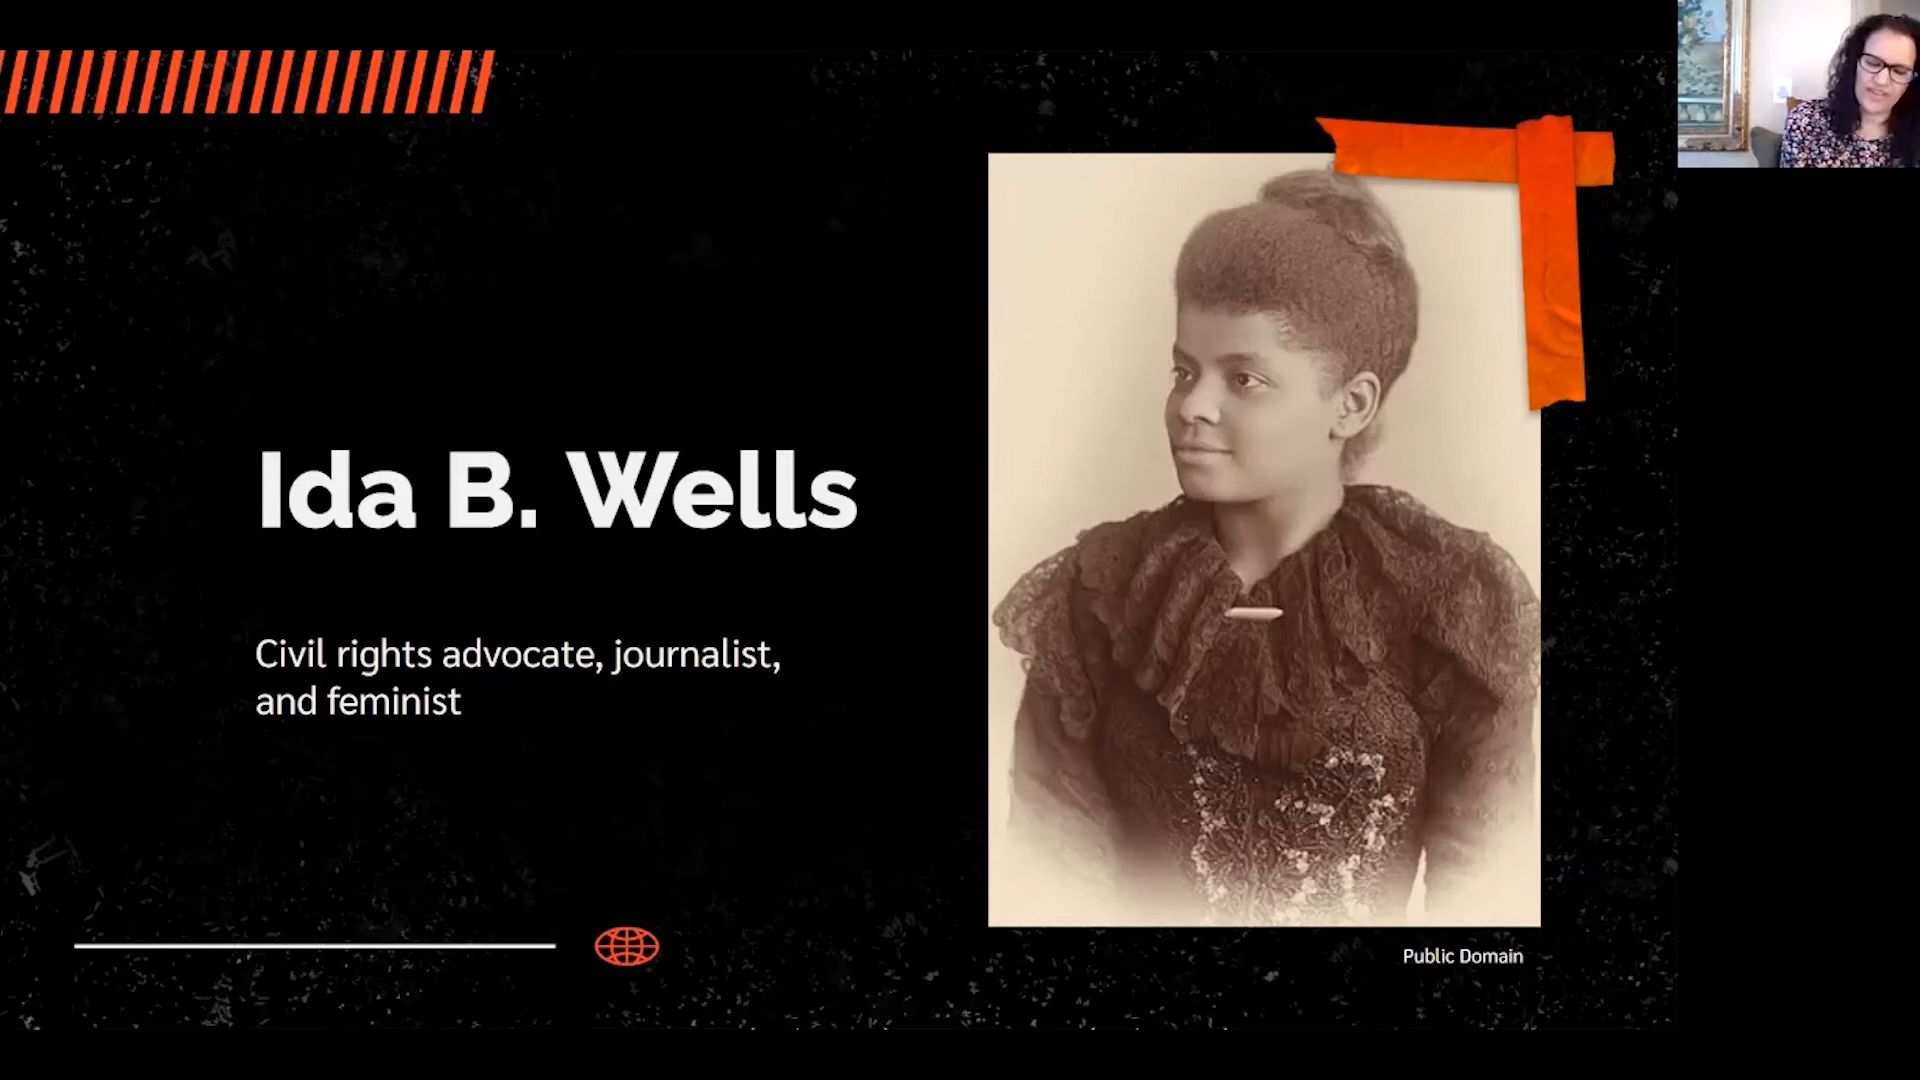 Ida B. Wells
Civil rights advocate, journalist,
and feminist
Public Domain